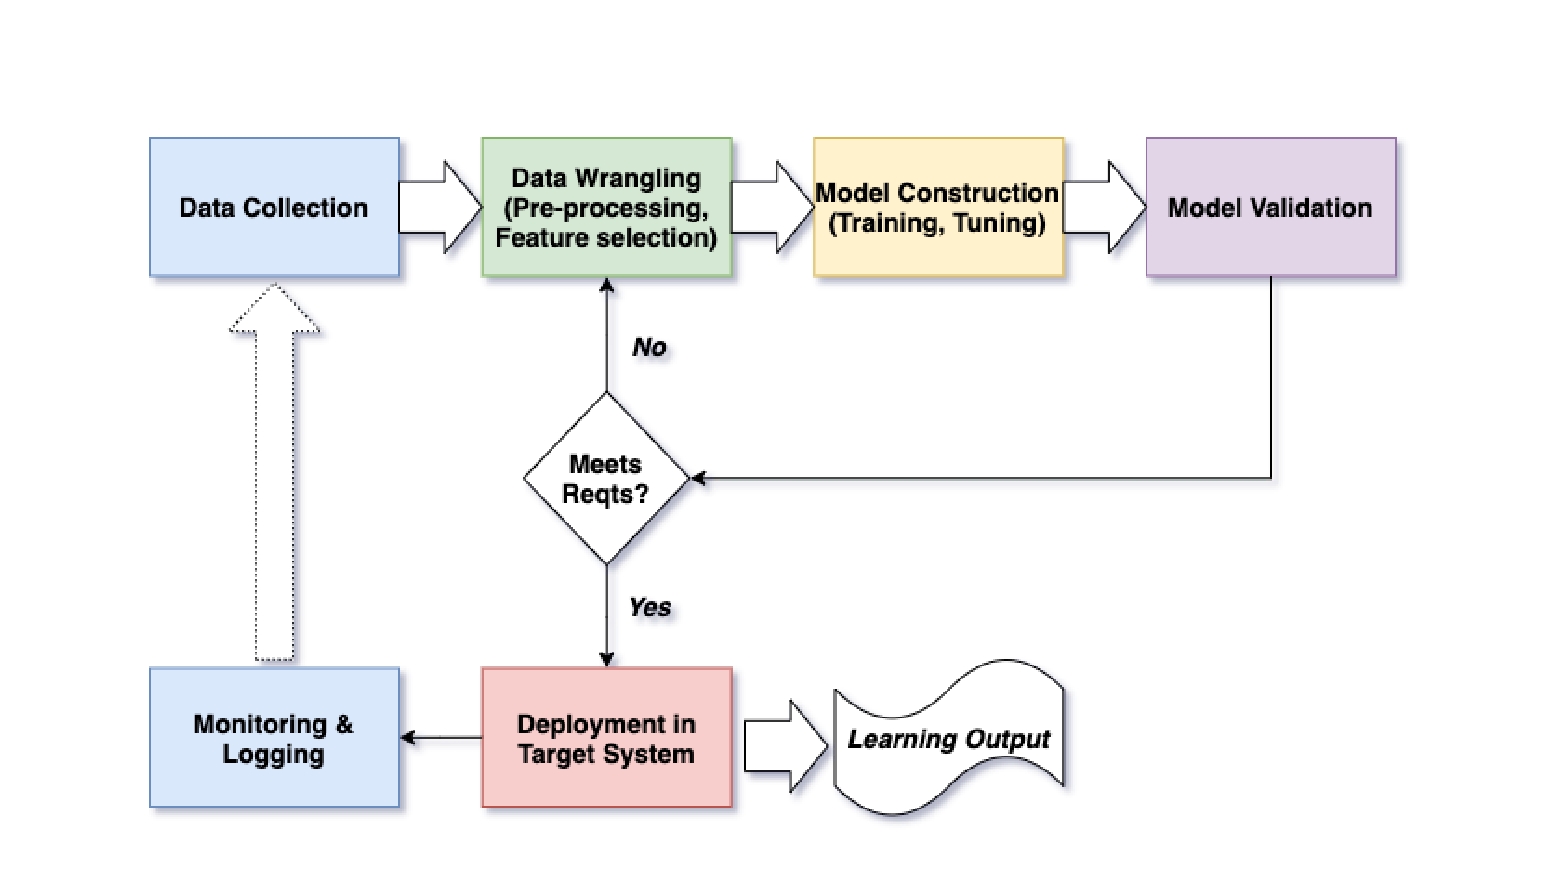 Data Collection
Data Wrangling
(Pre-processing,
Feature selection)
Model Construction
(Training, Tuning)
Model Validation
No
Meets
Reqts?
Yes
Monitoring &
Logging
Deployment in
Target System
Learning Output